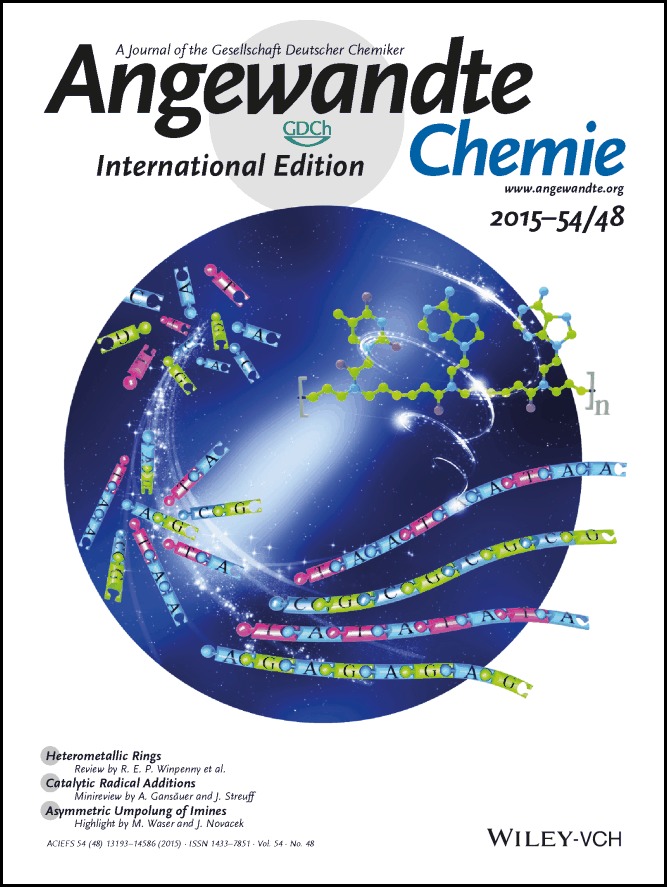 A Journal of the Gesellschaft Deutscher Chemiker
Angewandte
GDCh
Chemie
International Edition
www.angewandte.org
2015–54/48
n
Heterometallic Rings
Review by R. E. P. Winpenny et al.
Catalytic Radical Additions
Minireview by A. Gansäuer and J. Streuff
Asymmetric Umpolung of Imines
Highlight by M. Waser and J. Novacek
ACIEFS 54 (48) 13193–14586 (2015) · ISSN 1433–7851 · Vol. 54 · No. 48
WILEY-VCH